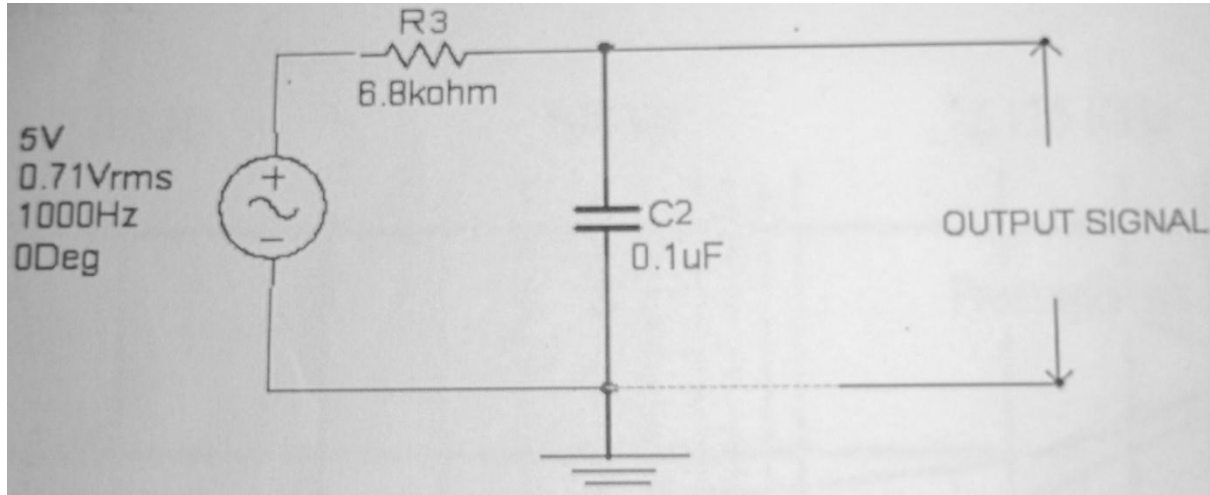 R3
6.8kohm
5V
0.71Vrms
1000Hz
0Deg
C2
0.1uF
OUTPUT SIGNAL